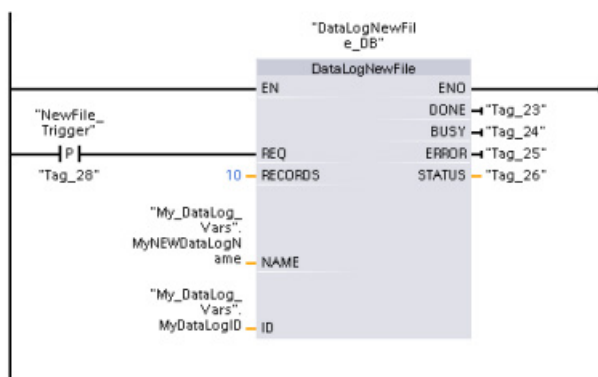 "DataLogNewFil
e_DB"
DataLogNewFile
EN ENO
DONE "Tag_23"
"NewFile_
Trigger" BUSY "Tag_24"
P REQ ERROR "Tag_25"
"Tag_28" 10 RECORDS STATUS "Tag_26"
"My_DataLog_
Vars".
MyNEWDataLogN
ame NAME
"My_DataLog_
Vars".
MyDataLogID ID